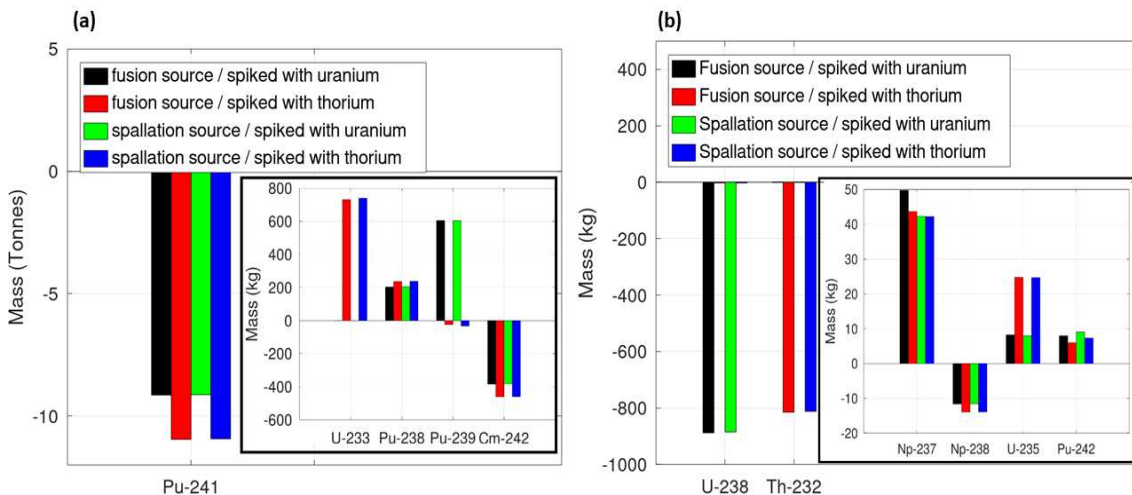 (a)
5
0
-5
-10
Mass (Tonnes)
fusion source / spiked with uranium
fusion source / spiked with thorium
spallation source / spiked with uranium
spallation source / spiked with thorium
Pu-241
800
600
400
200
0
-200
-400
-600
Mass (kg)
U-233 Pu-238 Pu-239 Cm-242
(b)
400
200
0
-200
-400
-600
-800
-1000
Mass (kg)
Fusion source / spiked with uranium
Fusion source / spiked with thorium
Spallation source / spiked with uranium
Spallation source / spiked with thorium
U-238 Th-232
50
40
30
20
10
0
-10
-20
Mass (kg)
Np-237 Np-238 U-235 Pu-242